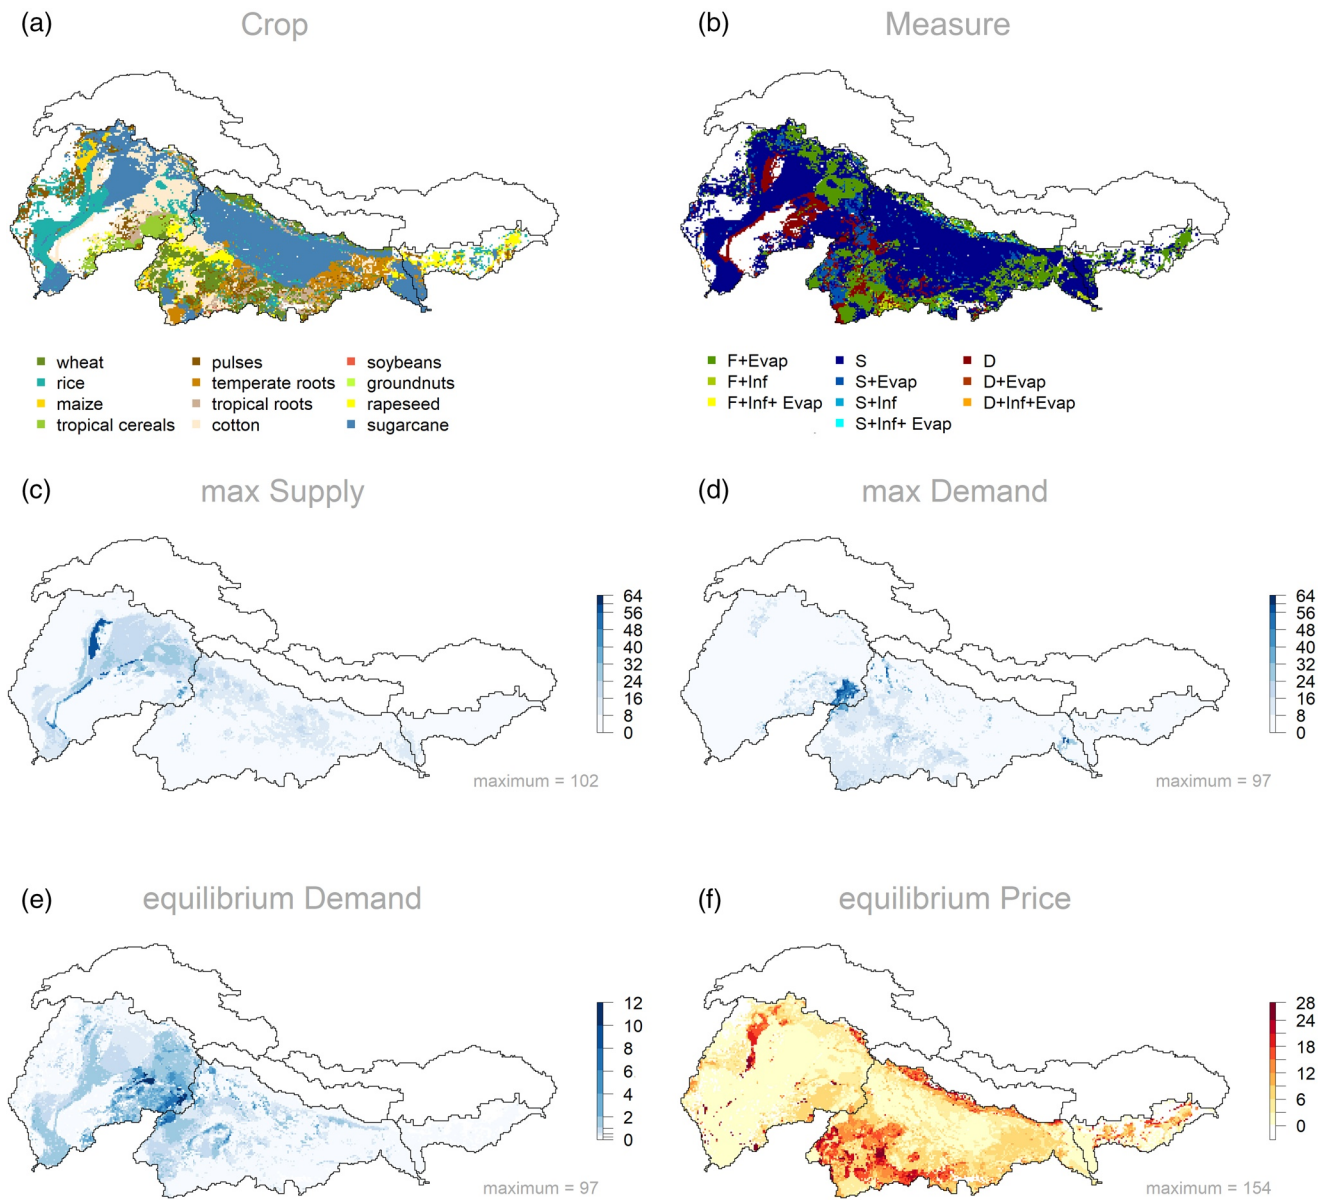 (a) Crop
(b) Measure
wheat pulses soybeans
rice temperate roots groundnuts
maize tropical roots rapeseed
tropical cereals cotton sugarcane
F+Evap S D
F+Inf S+Evap D+Evap
F+Inf+ Evap S+Inf D+Inf+Evap
S+Inf+ Evap
(c) max Supply
64
56
48
40
32
24
16
8
0
maximum = 102
(d) max Demand
64
56
48
40
32
24
16
8
0
maximum = 97
(e) equilibrium Demand
12
10
8
6
4
2
0
maximum = 97
(f) equilibrium Price
28
24
18
12
6
0
maximum = 154